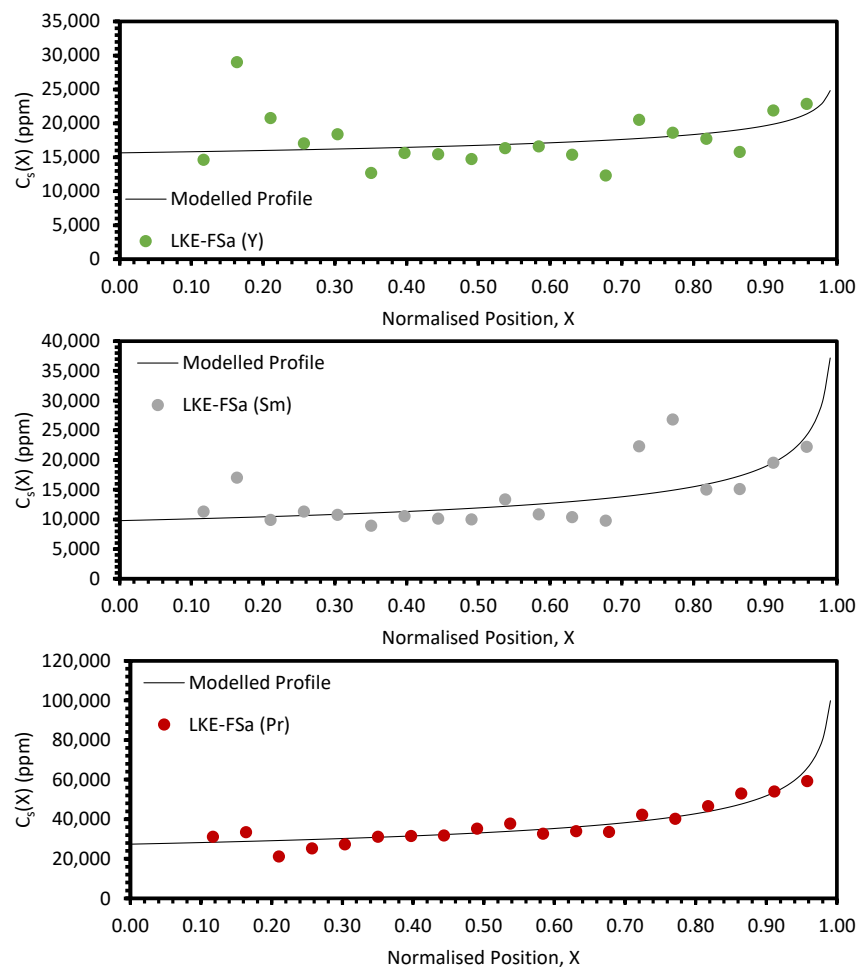 35,000
30,000
25,000
20,000
15,000
10,000
5,000
0
Cₛ(X) (ppm)
Modelled Profile
LKE-FSa (Y)
0.00 0.10 0.20 0.30 0.40 0.50 0.60 0.70 0.80 0.90 1.00
Normalised Position, X
40,000
35,000
30,000
25,000
20,000
15,000
10,000
5,000
0
Cₛ(X) (ppm)
Modelled Profile
LKE-FSa (Sm)
0.00 0.10 0.20 0.30 0.40 0.50 0.60 0.70 0.80 0.90 1.00
Normalised Position, X
120,000
100,000
80,000
60,000
40,000
20,000
0
Cₛ(X) (ppm)
Modelled Profile
LKE-FSa (Pr)
0.00 0.10 0.20 0.30 0.40 0.50 0.60 0.70 0.80 0.90 1.00
Normalised Position, X